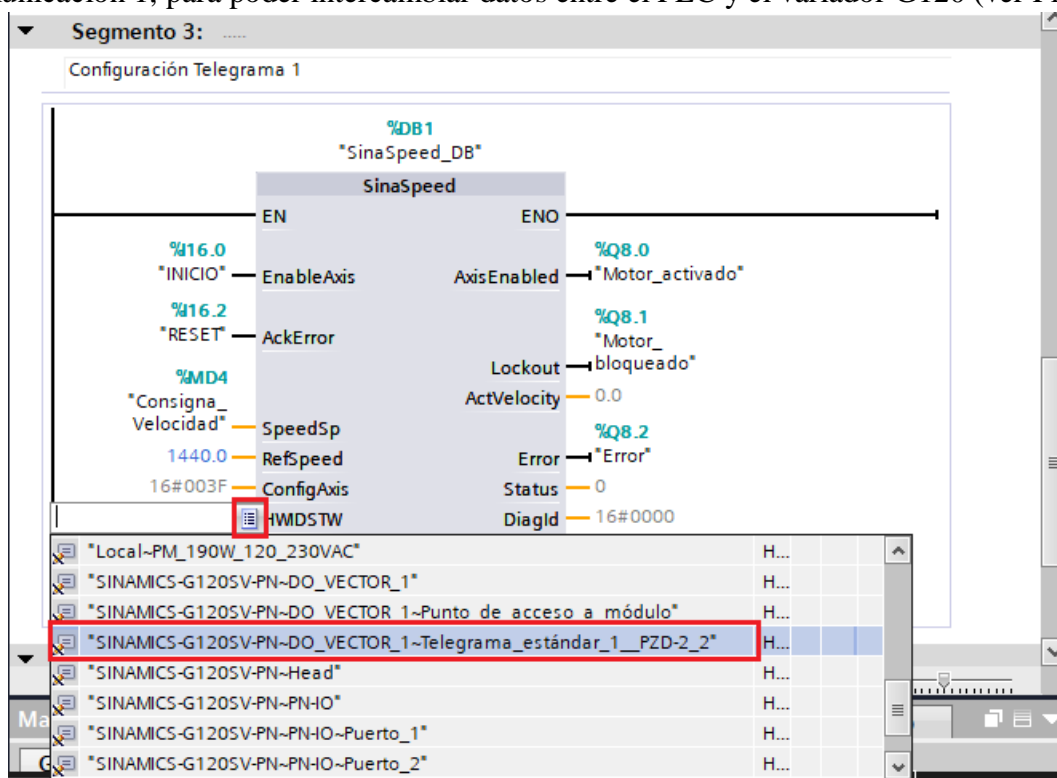 1, para poder intercambiar datos entre el PLC y el variador G120 (ver
Segmento 3: .....
Configuración Telegrama 1
%DB1
"SinaSpeed_DB"
SinaSpeed
EN ENO
%I16.0 %Q8.0
"INICIO" EnableAxis AxisEnabled "Motor_activado"
%I16.2 %Q8.1
"RESET" AckError "Motor_
Lockout bloqueado"
%MD4
"Consigna_ ActVelocity 0.0
Velocidad" SpeedSp %Q8.2
1440.0 RefSpeed Error "Error"
16#003F ConfigAxis Status 0
HWIDSTW DiagId 16#0000
"Local~PM_190W_120_230VAC" H...
"SINAMICS-G120SV-PN~DO_VECTOR_1" H...
"SINAMICS-G120SV-PN~DO_VECTOR_1~Punto_de_acceso_a_módulo" H...
"SINAMICS-G120SV-PN~DO_VECTOR_1~Telegrama_estándar_1__PZD-2_2" H...
"SINAMICS-G120SV-PN~Head" H...
"SINAMICS-G120SV-PN~PN-IO" H...
Ma
"SINAMICS-G120SV-PN~PN-IO~Puerto_1" H...
G
"SINAMICS-G120SV-PN~PN-IO~Puerto_2" H...